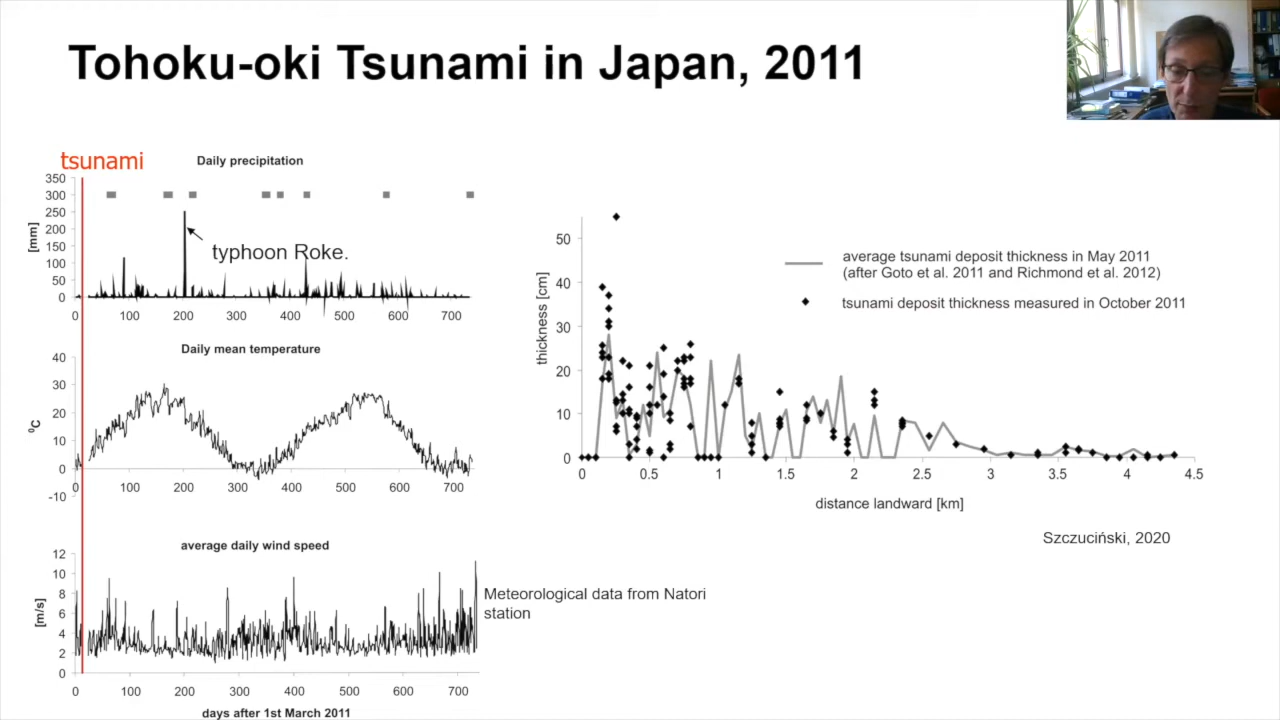 Tohoku-oki Tsunami in Japan, 2011
tsunami
Daily precipitation
350
300
250
200
150
100
50
0
[mm]
typhoon Roke.
0 100 200 300 400 500 600 700
Daily mean temperature
40
30
20
10
0
-10
⁰C
0 100 200 300 400 500 600 700
average daily wind speed
12
10
8
6
4
2
0
[m/s]
0 100 200 300 400 500 600 700
days after 1st March 2011
Meteorological data from Natori
station
50
40
30
20
10
0
thickness [cm]
average tsunami deposit thickness in May 2011
(after Goto et al. 2011 and Richmond et al. 2012)
tsunami deposit thickness measured in October 2011
0 0.5 1 1.5 2 2.5 3 3.5 4 4.5
distance landward [km]
Szczuciński, 2020